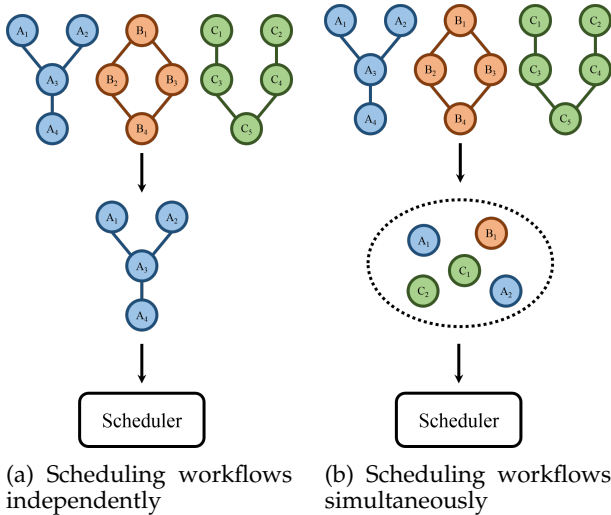 A1 A2 B1 C1 C2
A3 B2 B3 C3 C4
A4 B4 C5
A1 A2
A3
A4
Scheduler
(a) Scheduling workflows
independently
A1 A2 B1 C1 C2
A3 B2 B3 C3 C4
A4 B4 C5
A1 B1
C1
C2 A2
Scheduler
(b) Scheduling workflows
simultaneously